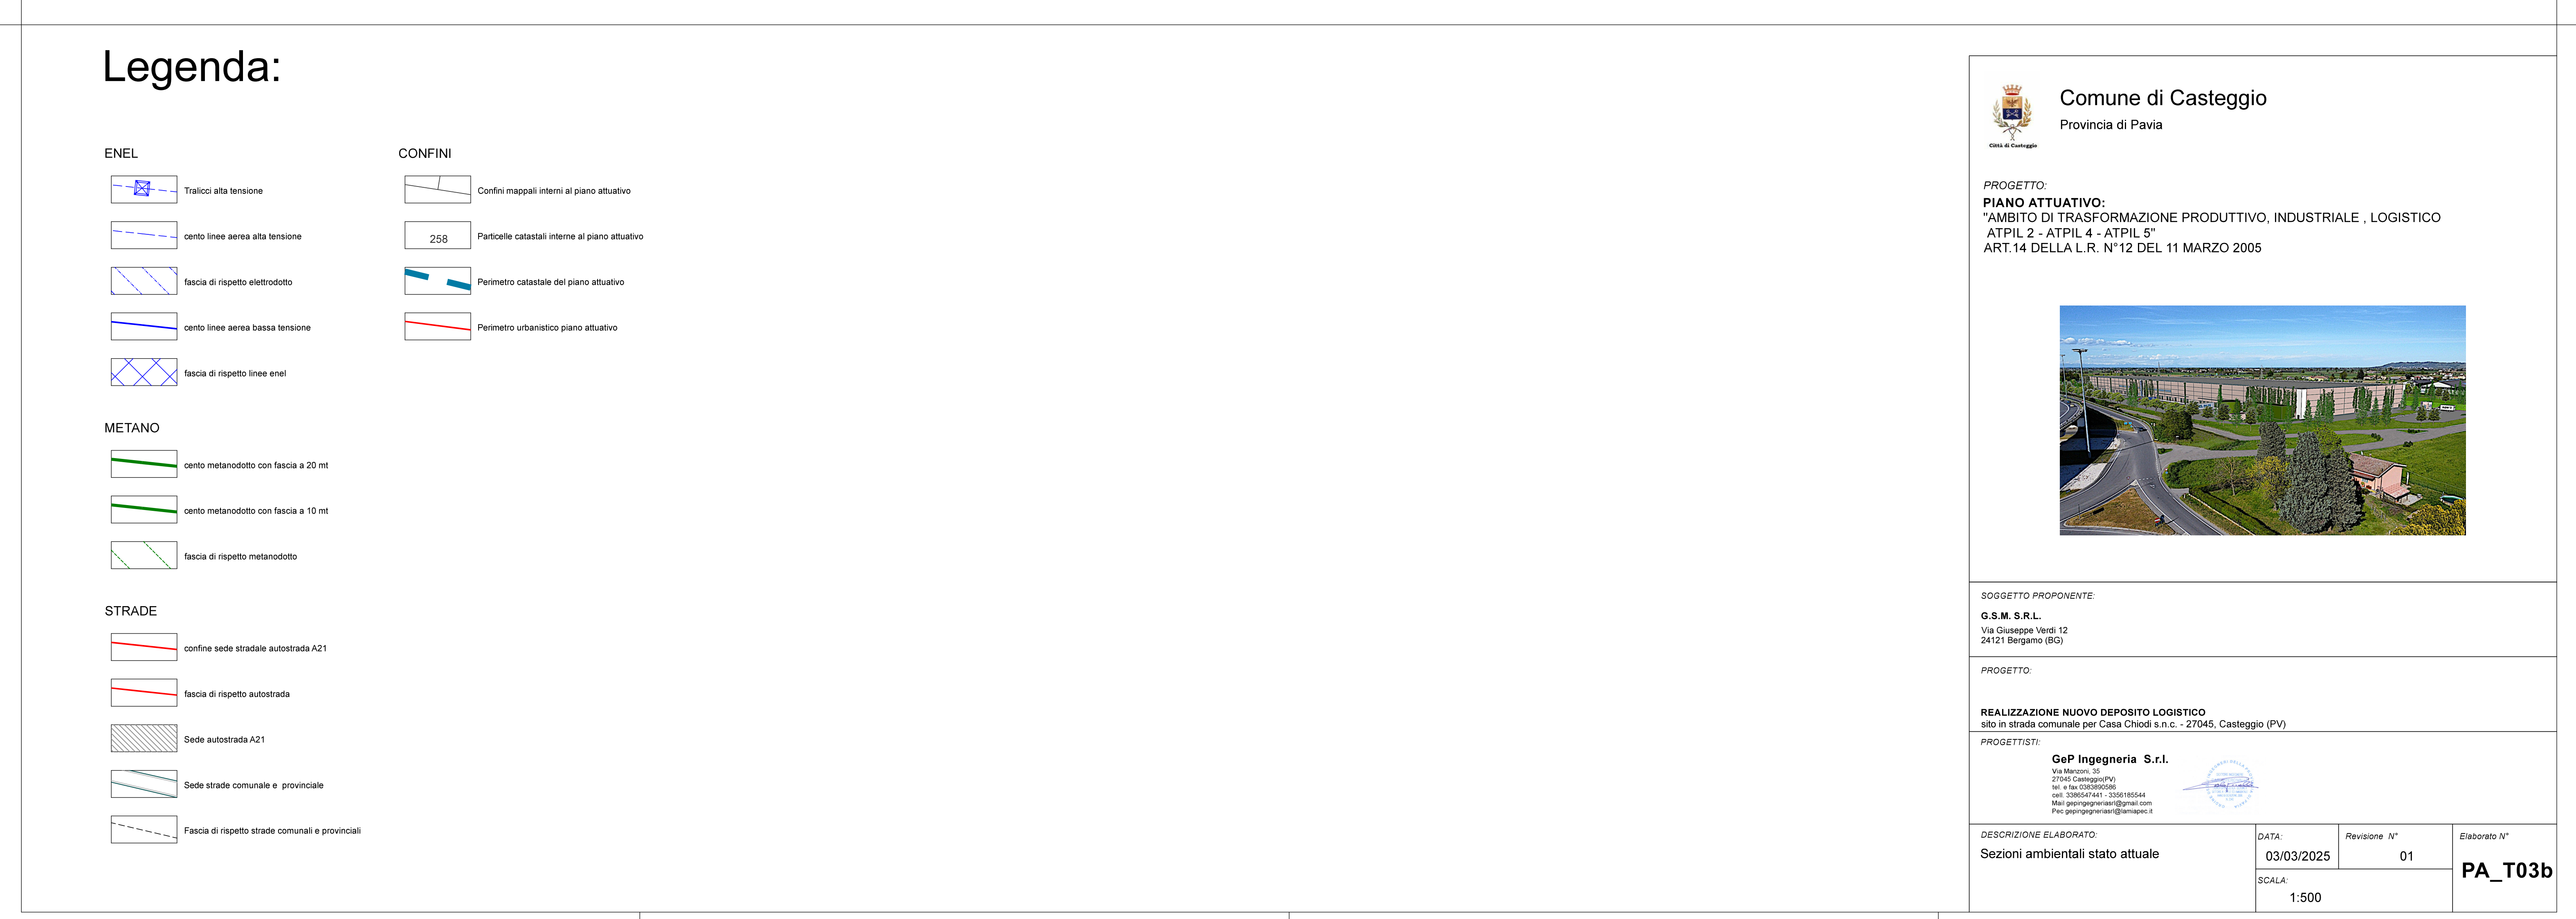 Legenda:
ENEL
Tralicci alta tensione
cento linee aerea alta tensione
fascia di rispetto elettrodotto
cento linee aerea bassa tensione
fascia di rispetto linee enel
METANO
cento metanodotto con fascia a 20 mt
cento metanodotto con fascia a 10 mt
fascia di rispetto metanodotto
STRADE
confine sede stradale autostrada A21
fascia di rispetto autostrada
Sede autostrada A21
Sede strade comunale e  provinciale
Fascia di rispetto strade comunali e provinciali
CONFINI
Confini mappali interni al piano attuativo
258
Particelle catastali interne al piano attuativo
Perimetro catastale del piano attuativo
Perimetro urbanistico piano attuativo
Città di Casteggio
Comune di Casteggio
Provincia di Pavia
PROGETTO:
PIANO ATTUATIVO:
"AMBITO DI TRASFORMAZIONE PRODUTTIVO, INDUSTRIALE , LOGISTICO
ATPIL 2 - ATPIL 4 - ATPIL 5"
ART.14 DELLA L.R. N°12 DEL 11 MARZO 2005
SOGGETTO PROPONENTE:
G.S.M. S.R.L.
Via Giuseppe Verdi 12
24121 Bergamo (BG)
PROGETTO:
REALIZZAZIONE NUOVO DEPOSITO LOGISTICO
sito in strada comunale per Casa Chiodi s.n.c. - 27045, Casteggio (PV)
PROGETTISTI:
GeP Ingegneria  S.r.l.
Via Manzoni, 35
27045 Casteggio(PV)
tel. e fax 0383890586
cell. 3386547441 - 3356185544
Mail gepingegneriasrl@gmail.com
Pec gepingegneriasrl@lamiapec.it
DESCRIZIONE ELABORATO:
Sezioni ambientali stato attuale
DATA:
03/03/2025
Revisione  N°
01
SCALA:
1:500
Elaborato N°
PA_T03b